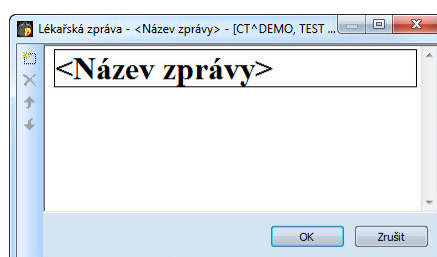 Lékařská zpráva - <Název zprávy> - [CT^DEMO, TEST ...
<Název zprávy>
OK Zrušit